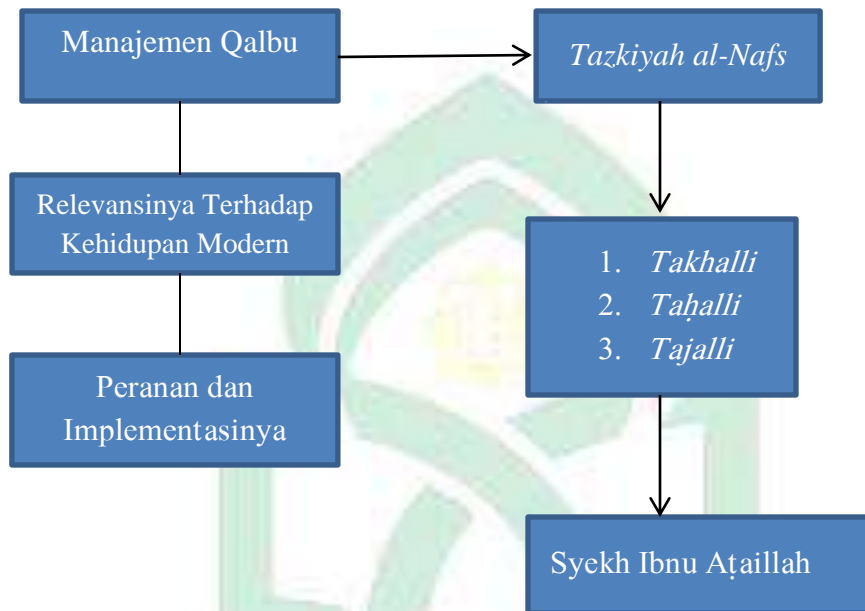 Manajemen Qalbu
Tazkiyah al-Nafs
Relevansinya Terhadap
Kehidupan Modern
1. Takhalli
2. Taḥalli
3. Tajalli
Peranan dan
Implementasinya
Syekh Ibnu Aṭaillah